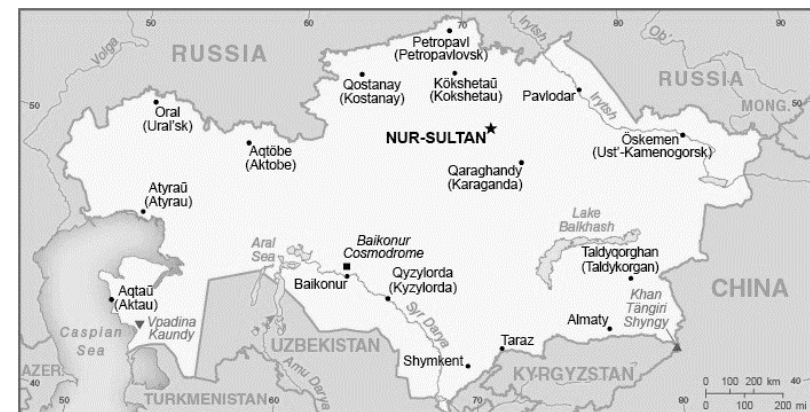 50
60
70
80
90
Volga
RUSSIA
Petropavl
(Petropavlovsk)
Irytsh
Ob'
RUSSIA
Qostanay
(Kostanay)
Kökshetaū
(Kokshetau)
Pavlodar
50
50
MONG.
Oral
(Ural'sk)
Irytsh
NUR-SULTAN
Öskemen
(Ust'-Kamenogorsk)
Aqtöbe
(Aktobe)
Qaraghandy
(Karaganda)
Atyraū
(Atyrau)
Lake
Balkhash
Aral
Sea
Baikonur
Cosmodrome
Taldyqorghan
(Taldykorgan)
Baikonur
Qyzylorda
(Kyzylorda)
CHINA
Aqtaū
(Aktau)
Khan
Tängiri
Shyngy
Syr Darya
Caspian
Sea
Vpadina
Kaundy
Almaty
UZBEKISTAN
Taraz
Shymkent
AZER.
Amu Darya
KYRGYZSTAN
40
50
TURKMENISTAN
60
70
80
0 100 200 km
40
0 100 200 mi